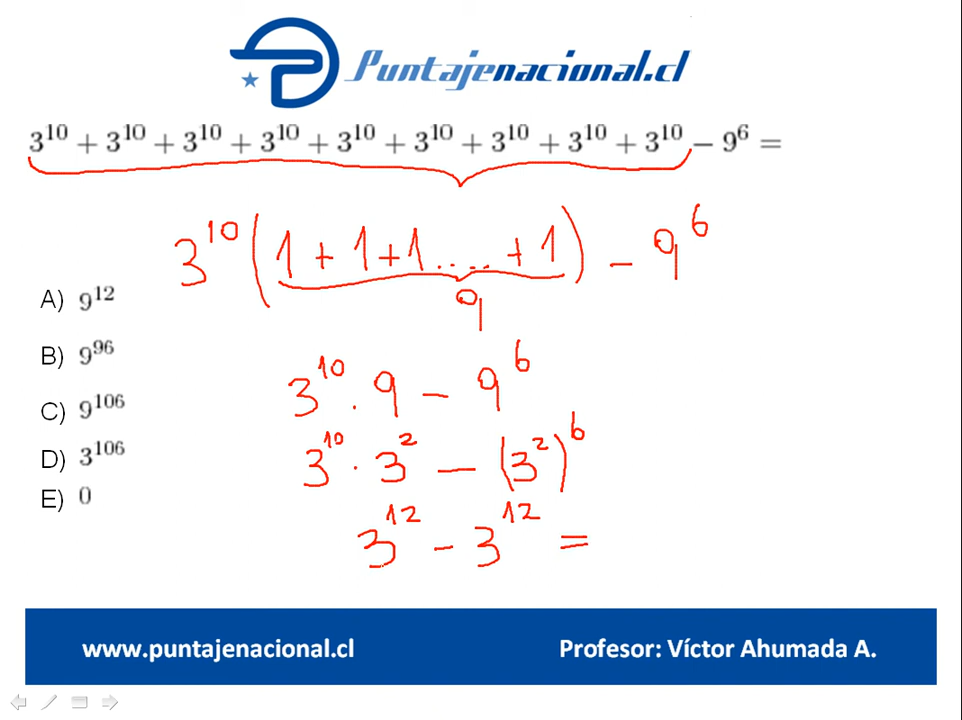 Puntajenacional.cl
3^10 + 3^10 + 3^10 + 3^10 + 3^10 + 3^10 + 3^10 + 3^10 + 3^10 − 9^6 =
3^10 (1 + 1 + 1 ..... + 1) − 9^6
9
A) 9^12
B) 9^96
C) 9^106
D) 3^106
E) 0
3^10 . 9 − 9^6
3^10 . 3^2 − (3^2)^6
3^12 − 3^12 =
www.puntajenacional.cl
Profesor: Víctor Ahumada A.